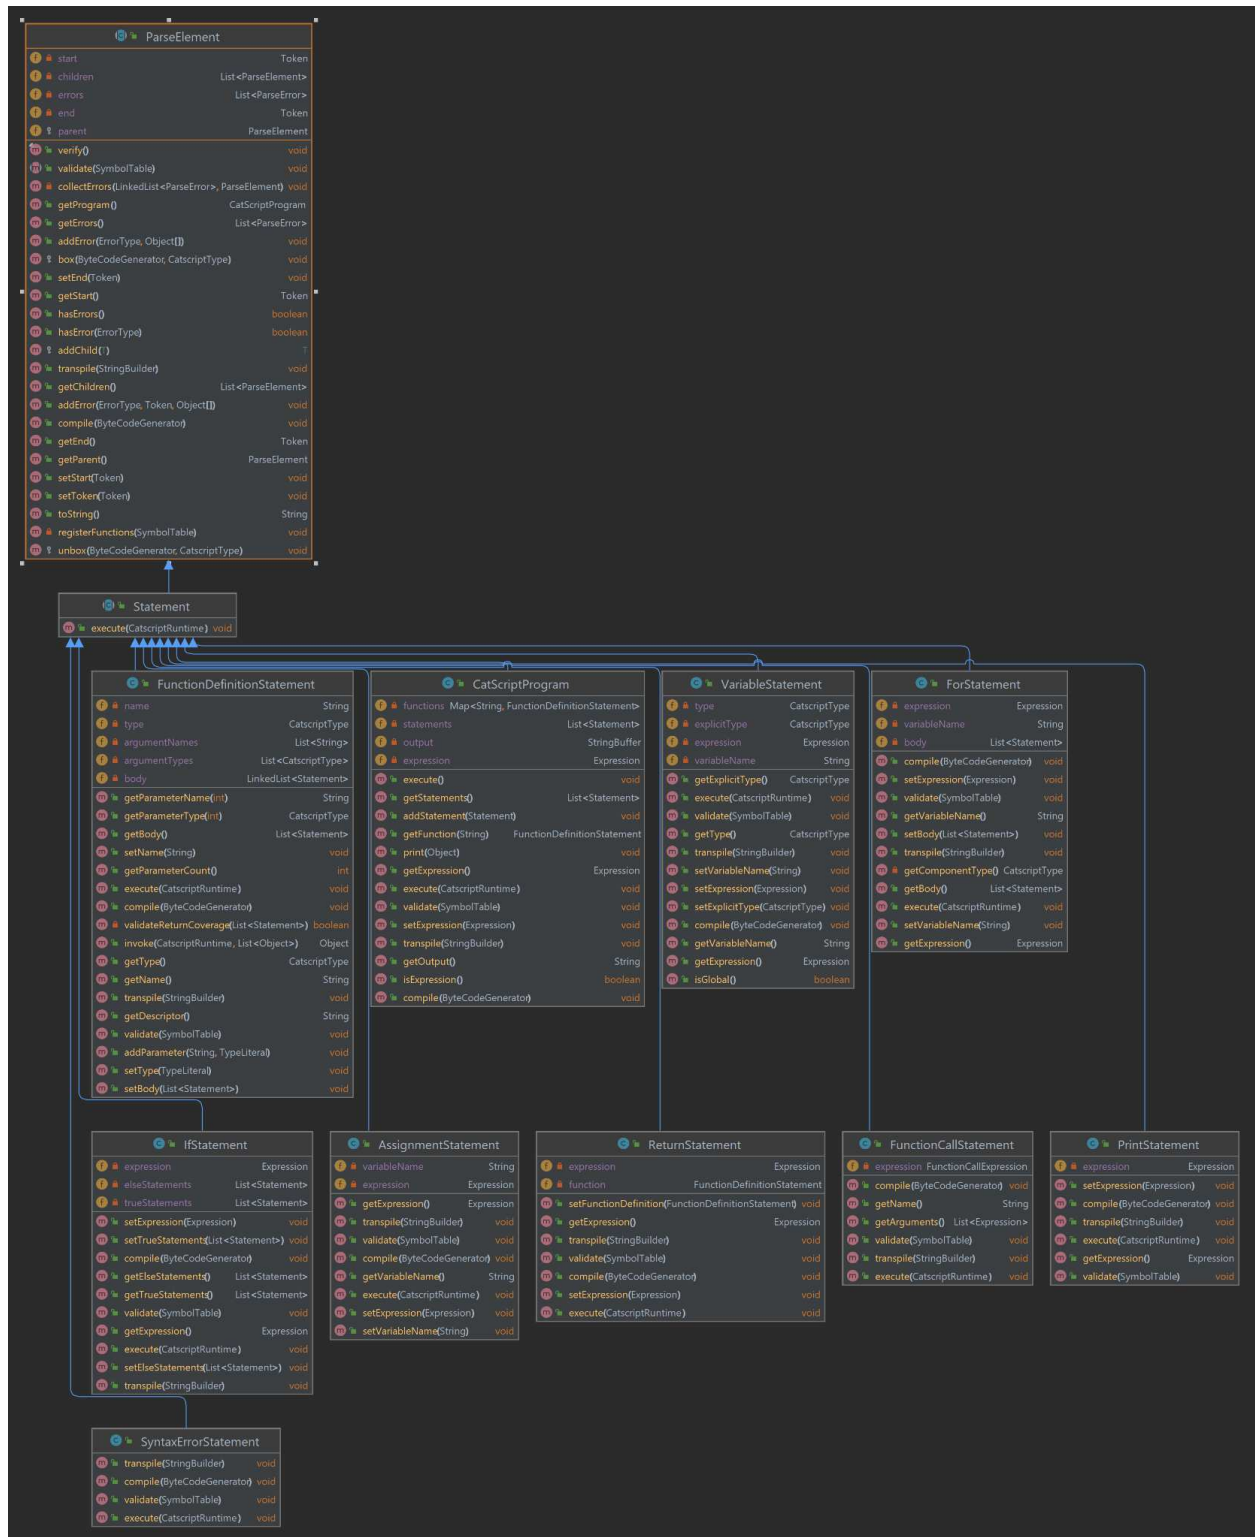 ParseElement
start Token
children List<ParseElement>
errors List<ParseError>
end Token
parent ParseElement
verify() void
validate(SymbolTable) void
collectErrors(LinkedList<ParseError>, ParseElement) void
getProgram() CatScriptProgram
getErrors() List<ParseError>
addError(ErrorType, Object[]) void
box(ByteCodeGenerator, CatscriptType) void
setEnd(Token) void
getStart() Token
hasErrors() boolean
hasError(ErrorType) boolean
addChild(T) T
transpile(StringBuilder) void
getChildren() List<ParseElement>
addError(ErrorType, Token, Object[]) void
compile(ByteCodeGenerator) void
getEnd() Token
getParent() ParseElement
setStart(Token) void
setToken(Token) void
toString() String
registerFunctions(SymbolTable) void
unbox(ByteCodeGenerator, CatscriptType) void
Statement
execute(CatscriptRuntime) void
FunctionDefinitionStatement
name String
type CatscriptType
argumentNames List<String>
argumentTypes List<CatscriptType>
body LinkedList<Statement>
getParameterName(int) String
getParameterType(int) CatscriptType
getBody() List<Statement>
setName(String) void
getParameterCount() int
execute(CatscriptRuntime) void
compile(ByteCodeGenerator) void
validateReturnCoverage(List<Statement>) boolean
invoke(CatscriptRuntime, List<Object>) Object
getType() CatscriptType
getName() String
transpile(StringBuilder) void
getDescriptor() String
validate(SymbolTable) void
addParameter(String, TypeLiteral) void
setType(TypeLiteral) void
setBody(List<Statement>) void
CatScriptProgram
functions Map<String, FunctionDefinitionStatement>
statements List<Statement>
output StringBuffer
expression Expression
execute() void
getStatements() List<Statement>
addStatement(Statement) void
getFunction(String) FunctionDefinitionStatement
print(Object) void
getExpression() Expression
execute(CatscriptRuntime) void
validate(SymbolTable) void
setExpression(Expression) void
transpile(StringBuilder) void
getOutput() String
isExpression() boolean
compile(ByteCodeGenerator) void
VariableStatement
type CatscriptType
explicitType CatscriptType
expression Expression
variableName String
getExplicitType() CatscriptType
execute(CatscriptRuntime) void
validate(SymbolTable) void
getType() CatscriptType
transpile(StringBuilder) void
setVariableName(String) void
setExpression(Expression) void
setExplicitType(CatscriptType) void
compile(ByteCodeGenerator) void
getVariableName() String
getExpression() Expression
isGlobal() boolean
ForStatement
expression Expression
variableName String
body List<Statement>
compile(ByteCodeGenerator) void
setExpression(Expression) void
validate(SymbolTable) void
getVariableName() String
setBody(List<Statement>) void
transpile(StringBuilder) void
getComponentType() CatscriptType
getBody() List<Statement>
execute(CatscriptRuntime) void
setVariableName(String) void
getExpression() Expression
IfStatement
expression Expression
elseStatements List<Statement>
trueStatements List<Statement>
setExpression(Expression) void
setTrueStatements(List<Statement>) void
compile(ByteCodeGenerator) void
getElseStatements() List<Statement>
getTrueStatements() List<Statement>
validate(SymbolTable) void
getExpression() Expression
execute(CatscriptRuntime) void
setElseStatements(List<Statement>) void
transpile(StringBuilder) void
AssignmentStatement
variableName String
expression Expression
getExpression() Expression
transpile(StringBuilder) void
validate(SymbolTable) void
compile(ByteCodeGenerator) void
getVariableName() String
execute(CatscriptRuntime) void
setExpression(Expression) void
setVariableName(String) void
ReturnStatement
expression Expression
function FunctionDefinitionStatement
setFunctionDefinition(FunctionDefinitionStatement) void
getExpression() Expression
transpile(StringBuilder) void
validate(SymbolTable) void
compile(ByteCodeGenerator) void
setExpression(Expression) void
execute(CatscriptRuntime) void
FunctionCallStatement
expression FunctionCallExpression
compile(ByteCodeGenerator) void
getName() String
getArguments() List<Expression>
validate(SymbolTable) void
transpile(StringBuilder) void
execute(CatscriptRuntime) void
PrintStatement
expression Expression
setExpression(Expression) void
compile(ByteCodeGenerator) void
transpile(StringBuilder) void
execute(CatscriptRuntime) void
getExpression() Expression
validate(SymbolTable) void
SyntaxErrorStatement
transpile(StringBuilder) void
compile(ByteCodeGenerator) void
validate(SymbolTable) void
execute(CatscriptRuntime) void